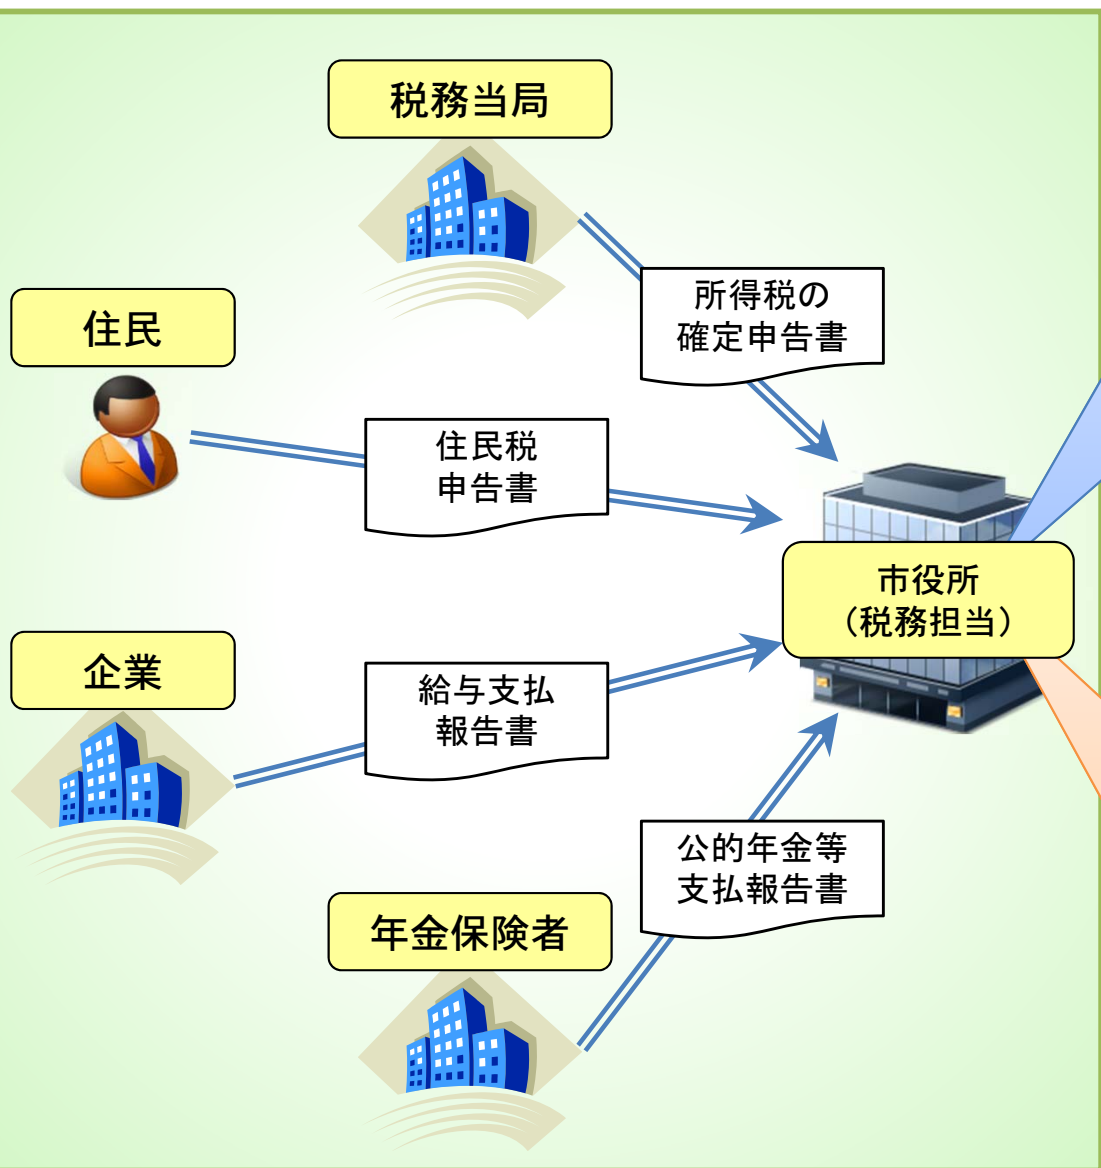 税務当局
所得税の
確定申告書
住民
住民税
申告書
市役所
（税務担当）
企業
給与支払
報告書
公的年金等
支払報告書
年金保険者